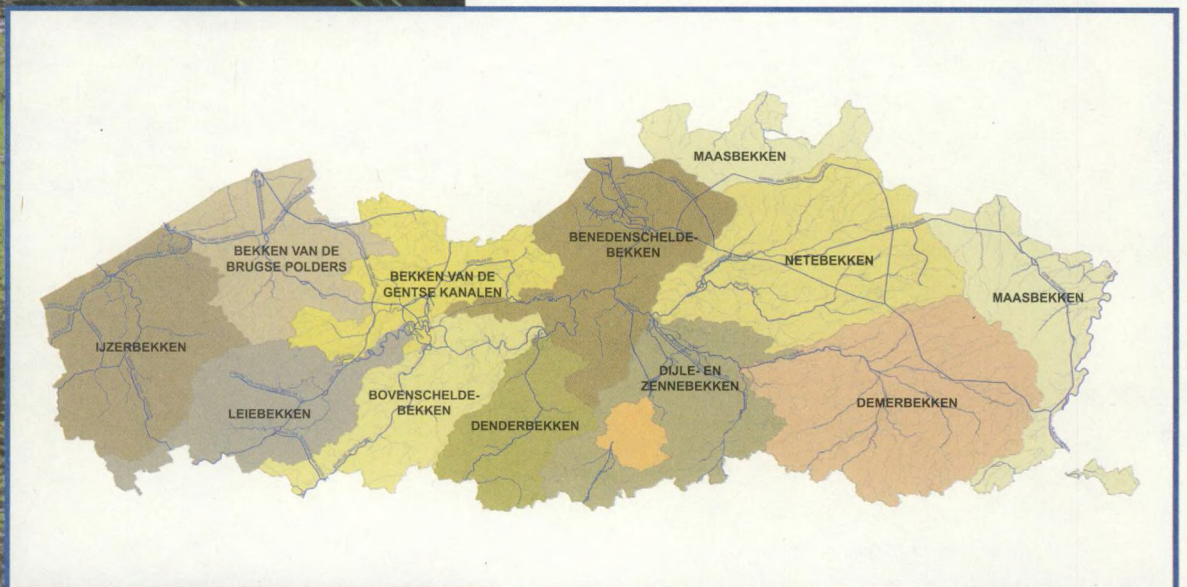 MAASBEKKEN
BEKKEN VAN DE
BRUGSE POLDERS
BENEDENSCHELDE-
BEKKEN
NETEBEKKEN
BEKKEN VAN DE
GENTSE KANALEN
MAASBEKKEN
IJZERBEKKEN
DIJLE- EN
ZENNEBEKKEN
LEIEBEKKEN
BOVENSCHELDE-
BEKKEN
DENDERBEKKEN
DEMERBEKKEN